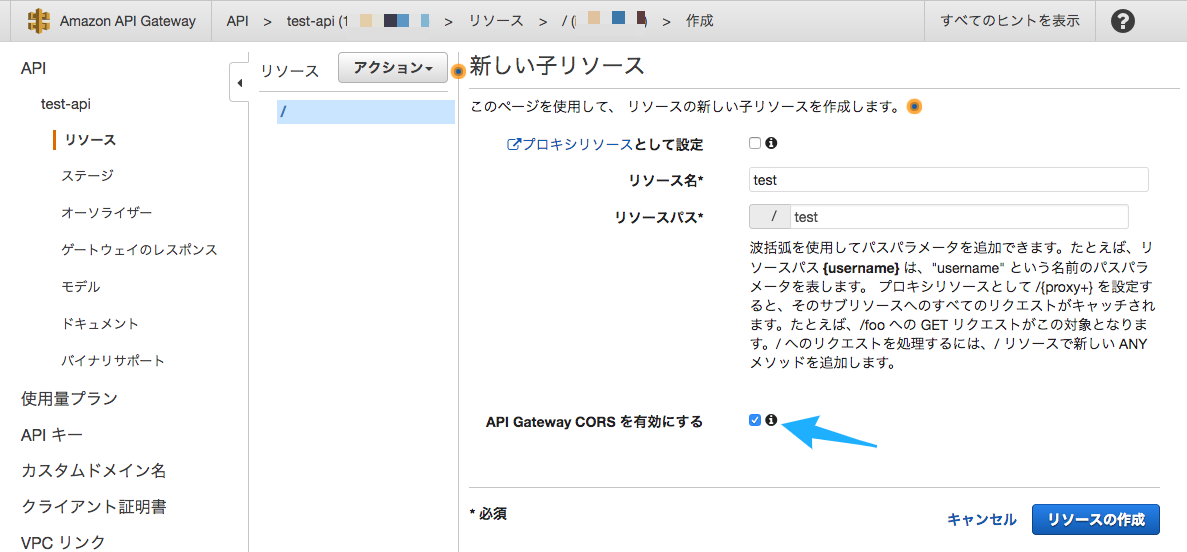 Amazon API Gateway API > test-api (1 > リソース > / ( ) > 作成 すべてのヒントを表示 ?
API
test-api
リソース
ステージ
オーソライザー
ゲートウェイのレスポンス
モデル
ドキュメント
バイナリサポート
使用量プラン
API キー
カスタムドメイン名
クライアント証明書
VPC リンク
リソース アクション
/
新しい子リソース
このページを使用して、 リソースの新しい子リソースを作成します。
プロキシリソースとして設定
リソース名* test
リソースパス* / test
波括弧を使用してパスパラメータを追加できます。たとえば、リ
ソースパス {username} は、"username" という名前のパスパラ
メータを表します。 プロキシリソースとして /{proxy+} を設定す
ると、そのサブリソースへのすべてのリクエストがキャッチされ
ます。たとえば、/foo への GET リクエストがこの対象となりま
す。/ へのリクエストを処理するには、/ リソースで新しい ANY
メソッドを追加します。
API Gateway CORS を有効にする
* 必須
キャンセル リソースの作成